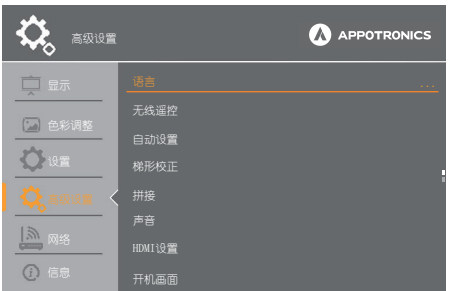 高级设置
APPOTRONICS
显示
色彩调整
设置
高级设置
网络
信息
语言 ...
无线遥控
自动设置
梯形校正
拼接
声音
HDMI设置
开机画面